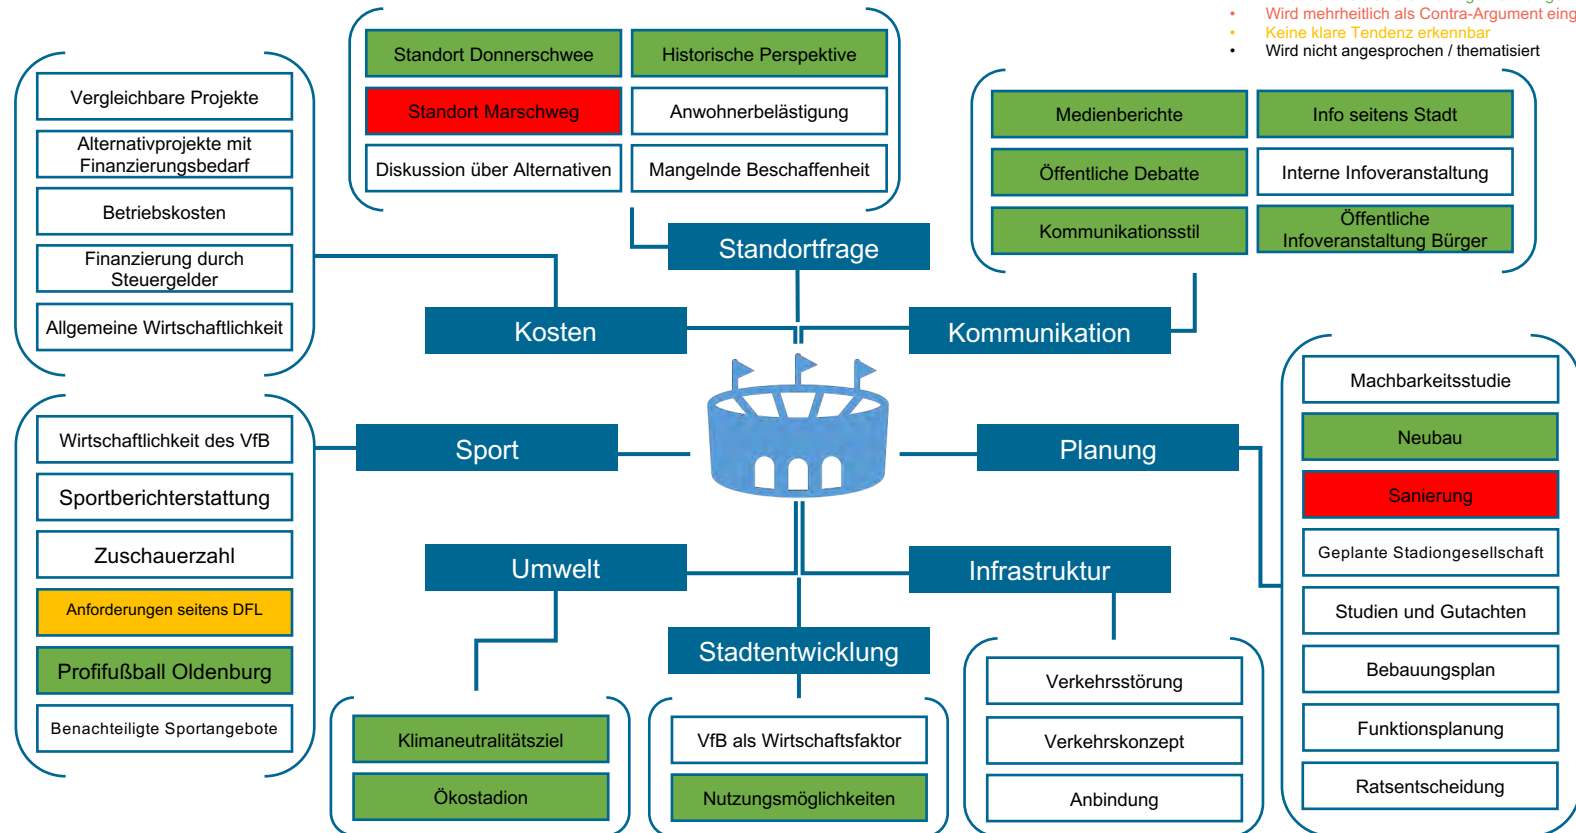 • Wird mehrheitlich als Contra-Argument eing
• Keine klare Tendenz erkennbar
• Wird nicht angesprochen / thematisiert
Standort Donnerschwee
Historische Perspektive
Standort Marschweg
Anwohnerbelästigung
Diskussion über Alternativen
Mangelnde Beschaffenheit
Vergleichbare Projekte
Alternativprojekte mit
Finanzierungsbedarf
Betriebskosten
Finanzierung durch
Steuergelder
Allgemeine Wirtschaftlichkeit
Medienberichte
Info seitens Stadt
Öffentliche Debatte
Interne Infoveranstaltung
Kommunikationsstil
Öffentliche
Infoveranstaltung Bürger
Standortfrage
Kosten
Kommunikation
Sport
Planung
Umwelt
Infrastruktur
Stadtentwicklung
Wirtschaftlichkeit des VfB
Sportberichterstattung
Zuschauerzahl
Anforderungen seitens DFL
Profifußball Oldenburg
Benachteiligte Sportangebote
Machbarkeitsstudie
Neubau
Sanierung
Geplante Stadiongesellschaft
Studien und Gutachten
Bebauungsplan
Funktionsplanung
Ratsentscheidung
Klimaneutralitätsziel
Ökostadion
VfB als Wirtschaftsfaktor
Nutzungsmöglichkeiten
Verkehrsstörung
Verkehrskonzept
Anbindung